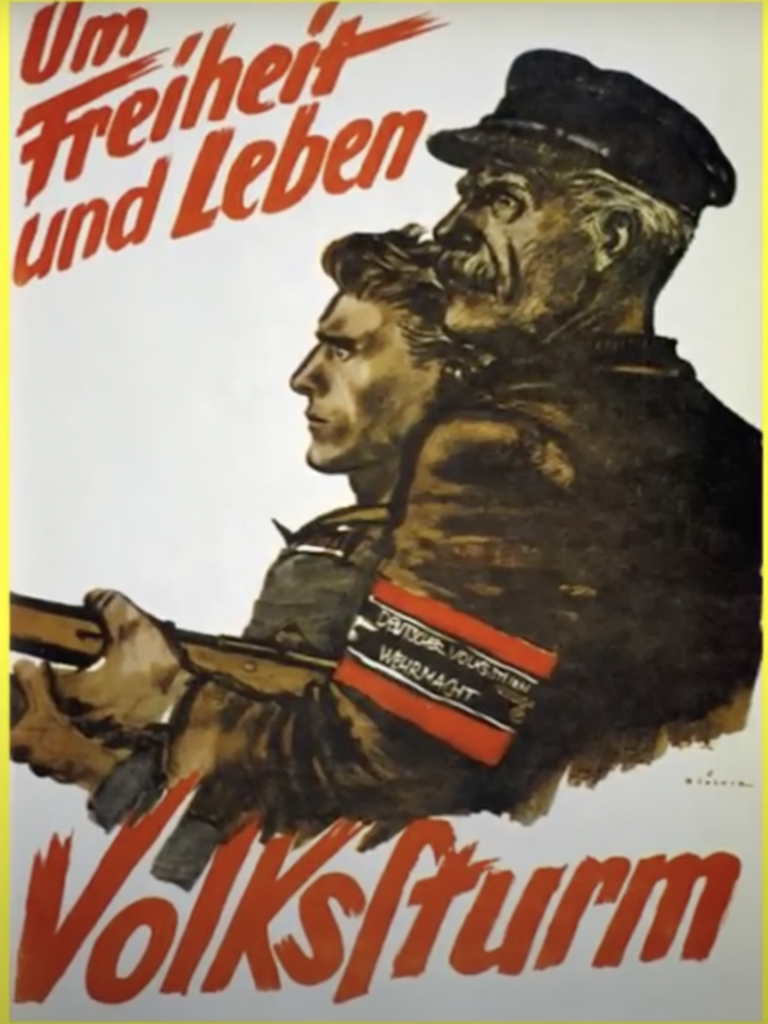 Um
Freiheit
und Leben
DEUTSCHER VOLKSSTURM
WEHRMACHT
Volksſturm